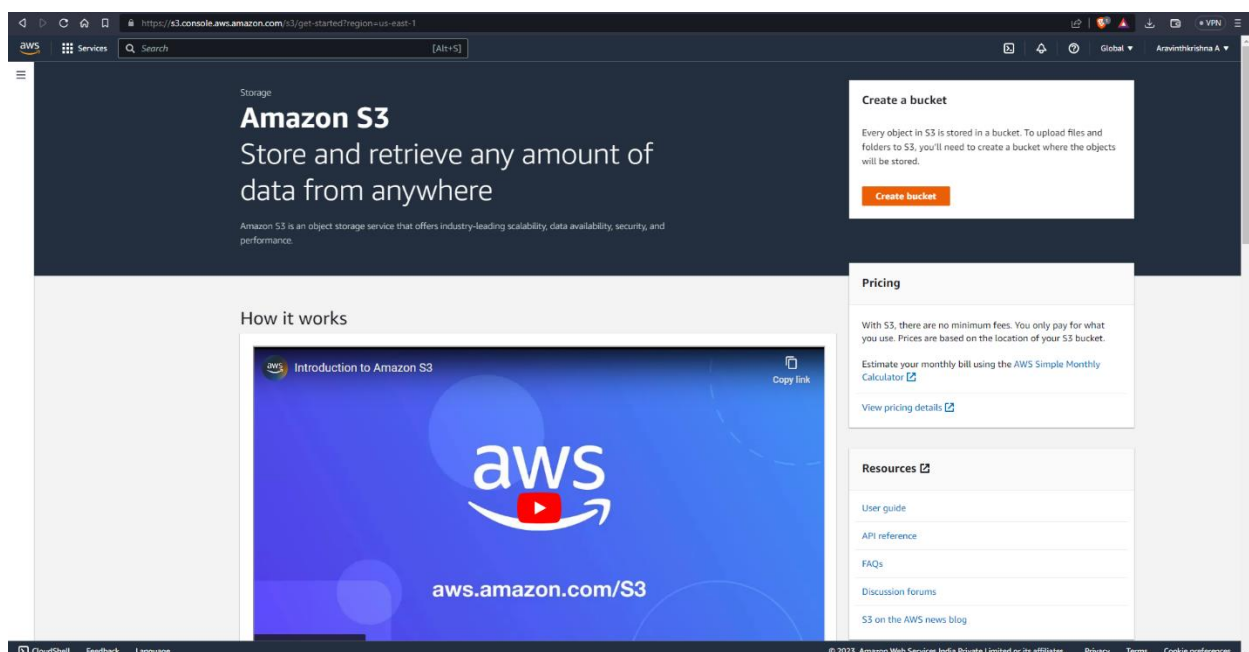 https://s3.console.aws.amazon.com/s3/get-started?region=us-east-1
VPN
aws
Services
Search
[Alt+S]
Global
Aravinthkrishna A
Storage
Amazon S3
Store and retrieve any amount of
data from anywhere
Amazon S3 is an object storage service that offers industry-leading scalability, data availability, security, and
performance.
Create a bucket
Every object in S3 is stored in a bucket. To upload files and
folders to S3, you'll need to create a bucket where the objects
will be stored.
Create bucket
Pricing
With S3, there are no minimum fees. You only pay for what
you use. Prices are based on the location of your S3 bucket.
Estimate your monthly bill using the AWS Simple Monthly
Calculator
View pricing details
Resources
User guide
API reference
FAQs
Discussion forums
S3 on the AWS news blog
How it works
aws
Introduction to Amazon S3
Copy link
aws
aws.amazon.com/S3
CloudShell
Feedback
Language
© 2023, Amazon Web Services India Private Limited or its affiliates.
Privacy
Terms
Cookie preferences